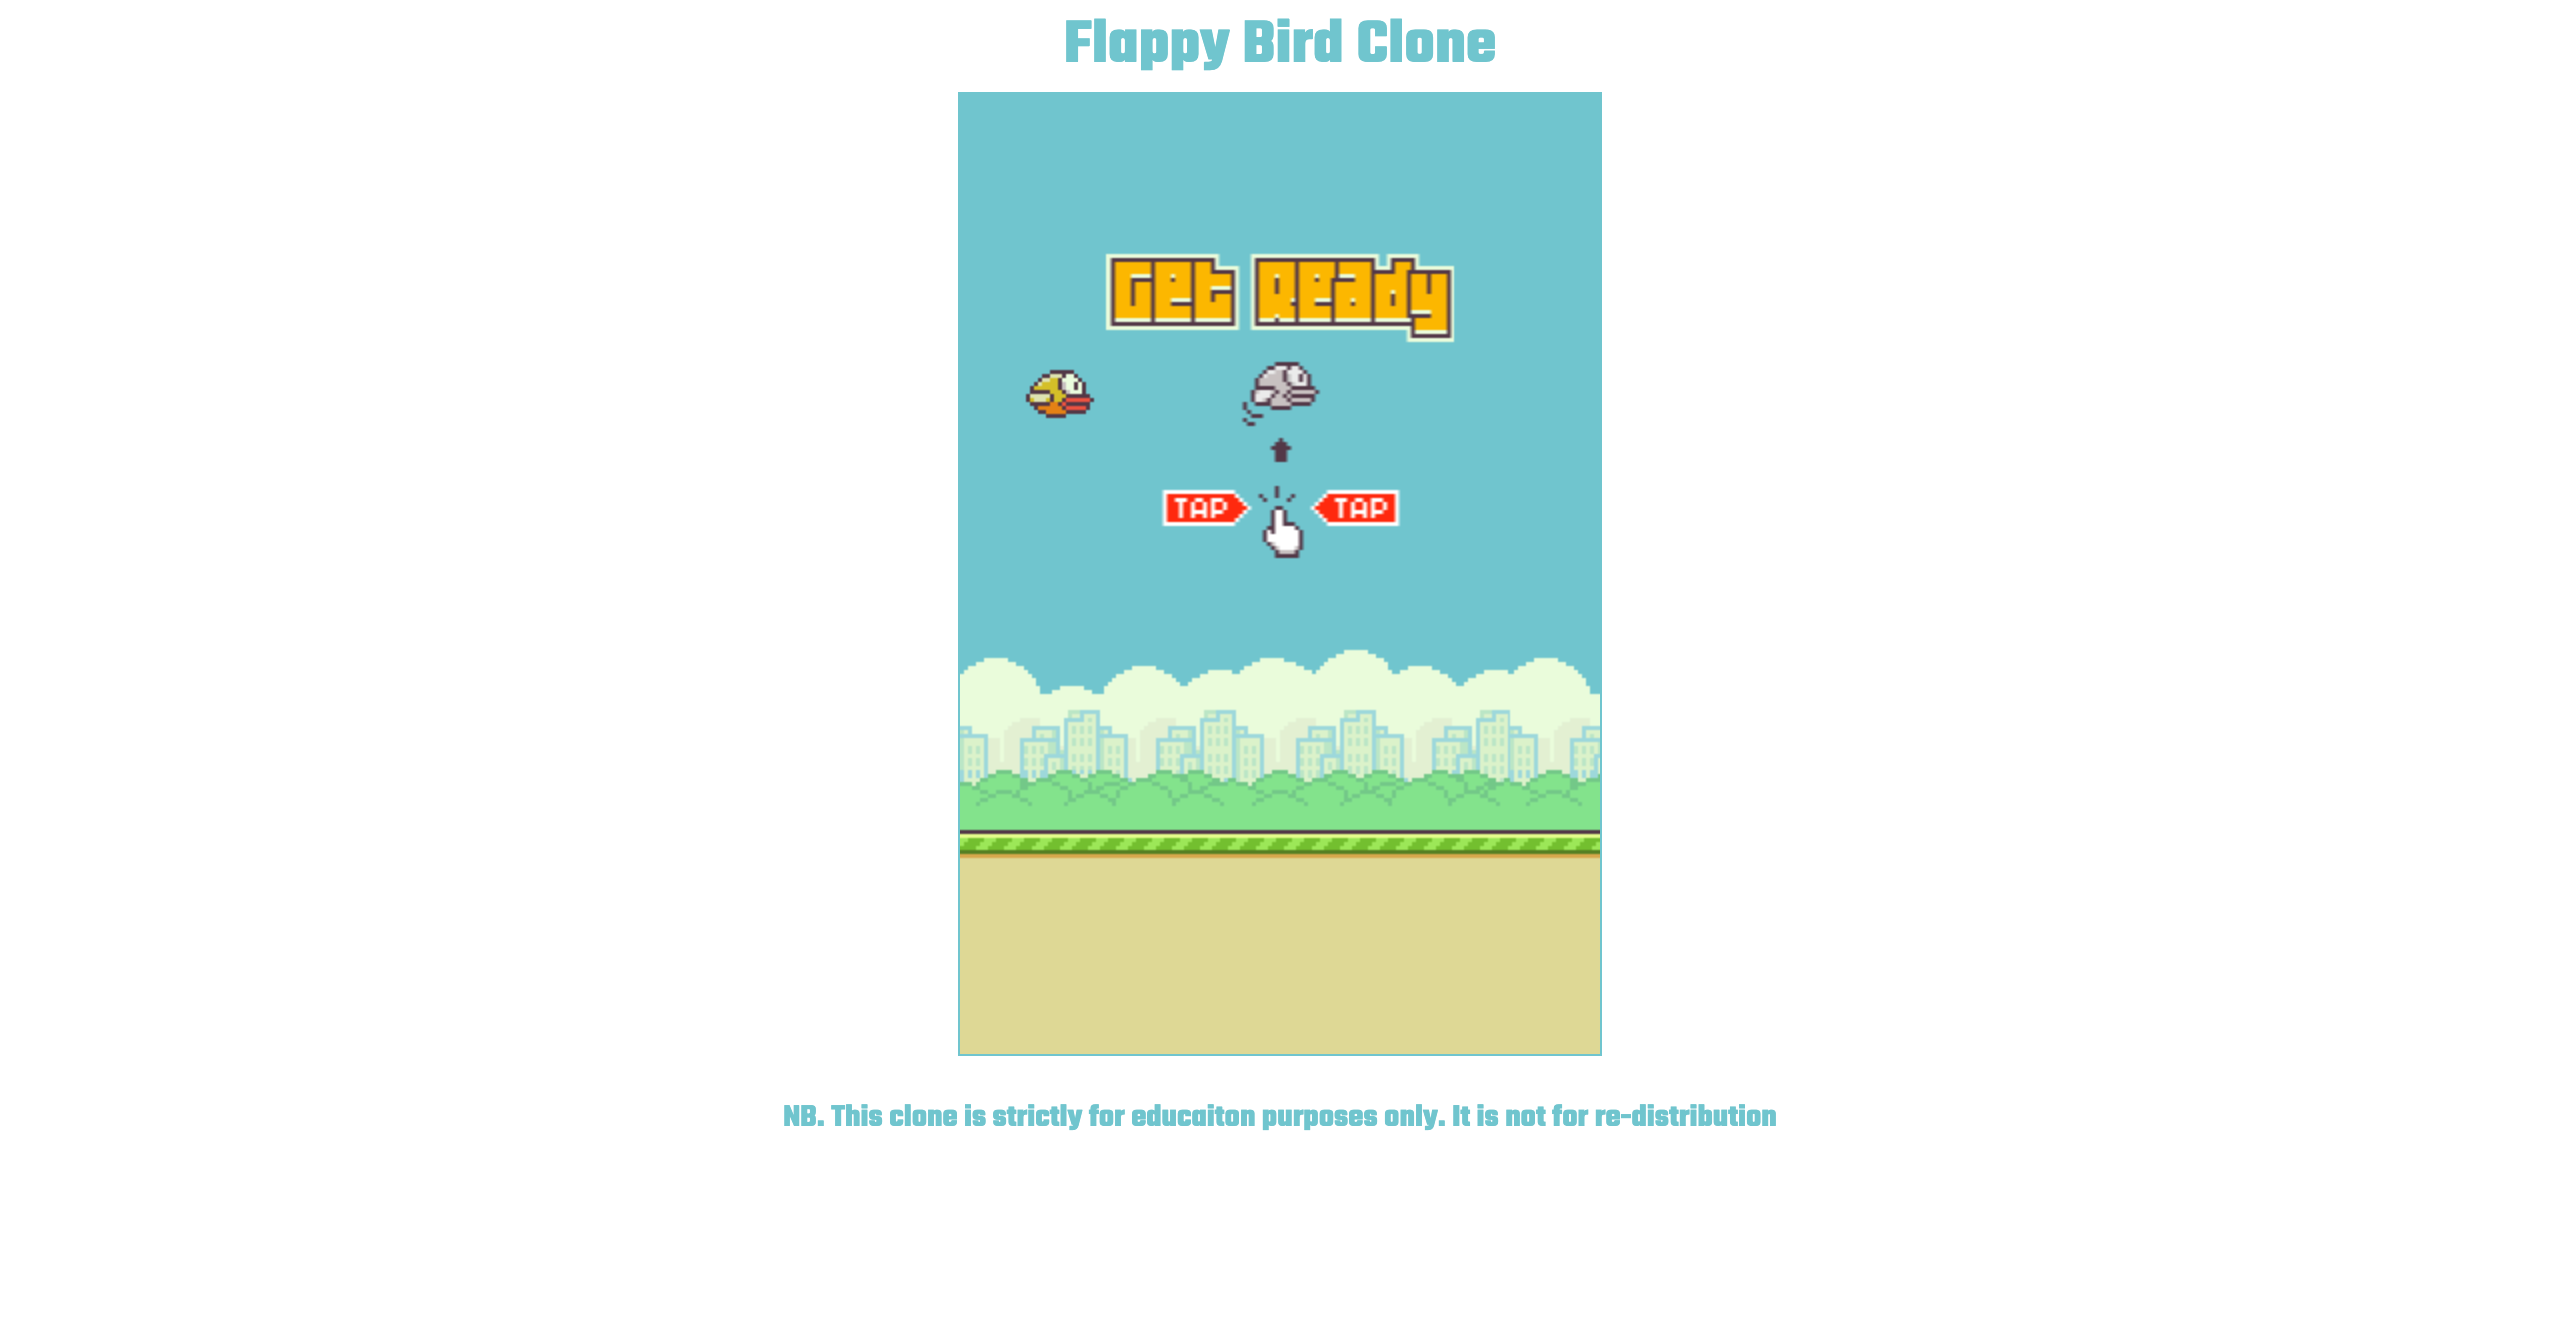 Flappy Bird Clone
Get Ready
TAP TAP
NB. This clone is strictly for educaiton purposes only. It is not for re-distribution